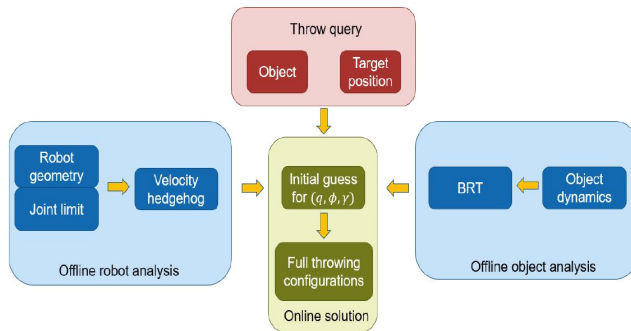 Throw query
Object
Target
position
Robot
geometry
Joint limit
Velocity
hedgehog
Offline robot analysis
Initial guess
for (q, ϕ, γ)
Full throwing
configurations
Online solution
BRT
Object
dynamics
Offline object analysis